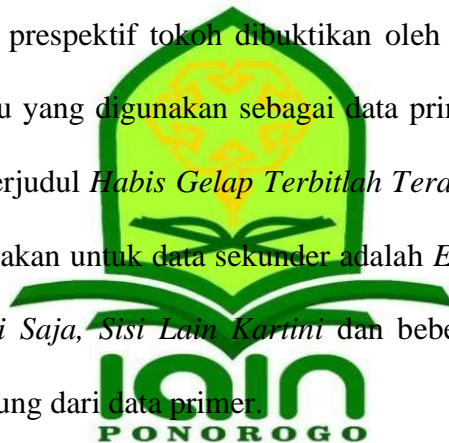 prespektif tokoh dibuktikan oleh
u yang digunakan sebagai data prim
erjudul Habis Gelap Terbitlah Tera
akan untuk data sekunder adalah E
i Saja, Sisi Lain Kartini dan bebe
ung dari data primer.
iain
PONOROGO